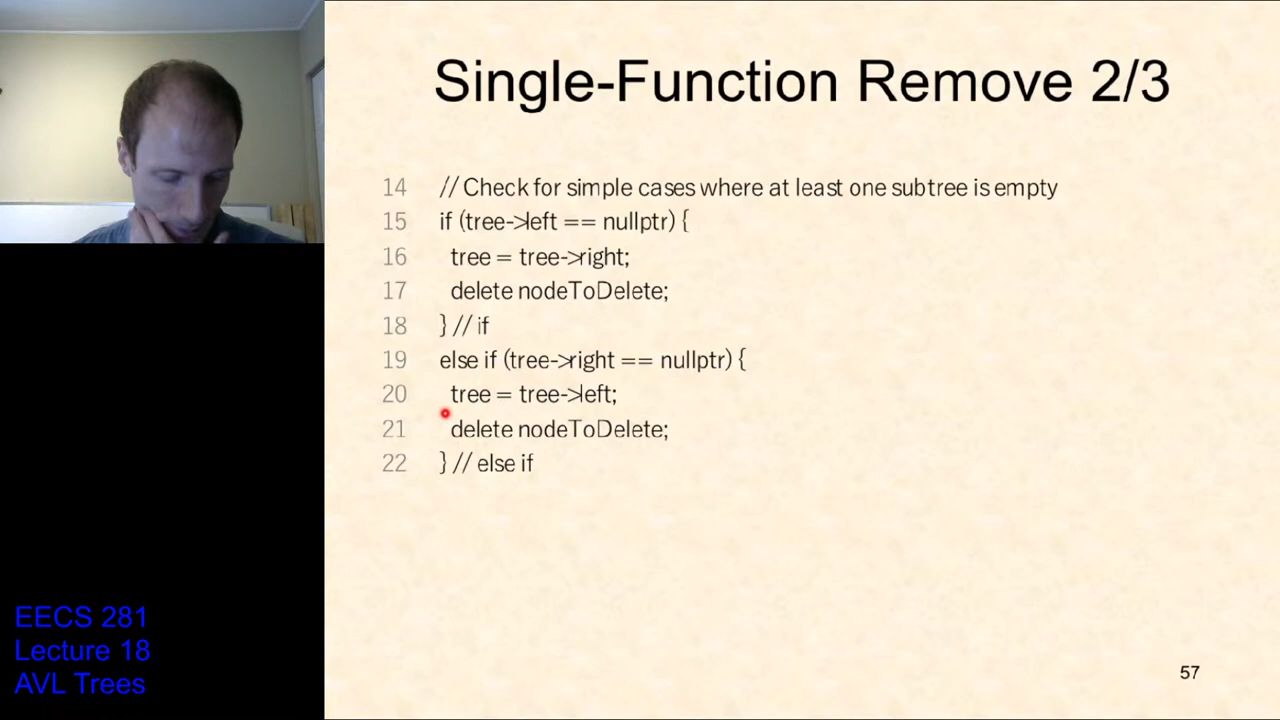 Single-Function Remove 2/3
14 // Check for simple cases where at least one subtree is empty
15 if (tree->left == nullptr) {
16 tree = tree->right;
17 delete nodeToDelete;
18 } // if
19 else if (tree->right == nullptr) {
20 tree = tree->left;
21 delete nodeToDelete;
22 } // else if
EECS 281
Lecture 18
AVL Trees
57